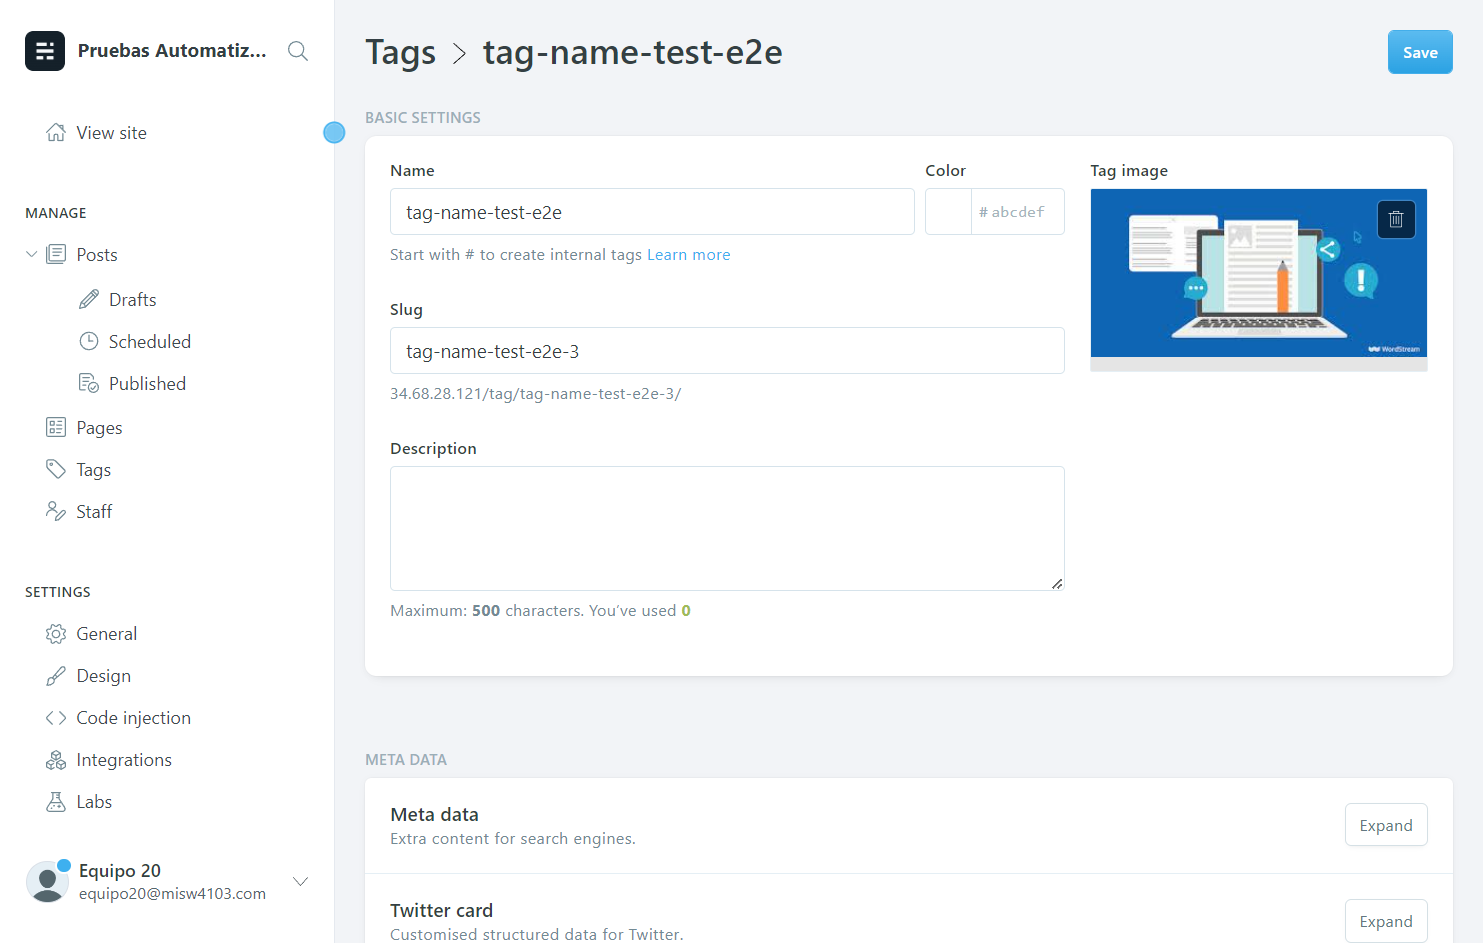 Pruebas Automatiz...
View site
MANAGE
Posts
Drafts
Scheduled
Published
Pages
Tags
Staff
SETTINGS
General
Design
Code injection
Integrations
Labs
Equipo 20
equipo20@misw4103.com
Tags > tag-name-test-e2e
Save
BASIC SETTINGS
Name
tag-name-test-e2e
Start with # to create internal tags Learn more
Color
# abcdef
Slug
tag-name-test-e2e-3
34.68.28.121/tag/tag-name-test-e2e-3/
Description
Maximum: 500 characters. You’ve used 0
Tag image
WordStream
META DATA
Meta data
Extra content for search engines.
Expand
Twitter card
Customised structured data for Twitter.
Expand